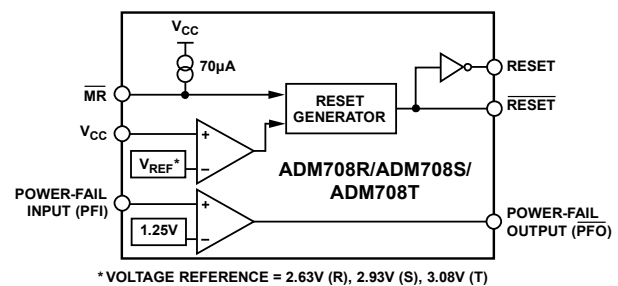 VCC
70µA
MR
RESET
GENERATOR
RESET
RESET
VCC
+
VREF*
–
ADM708R/ADM708S/
ADM708T
POWER-FAIL
INPUT (PFI)
+
1.25V
–
POWER-FAIL
OUTPUT (PFO)
* VOLTAGE REFERENCE = 2.63V (R), 2.93V (S), 3.08V (T)